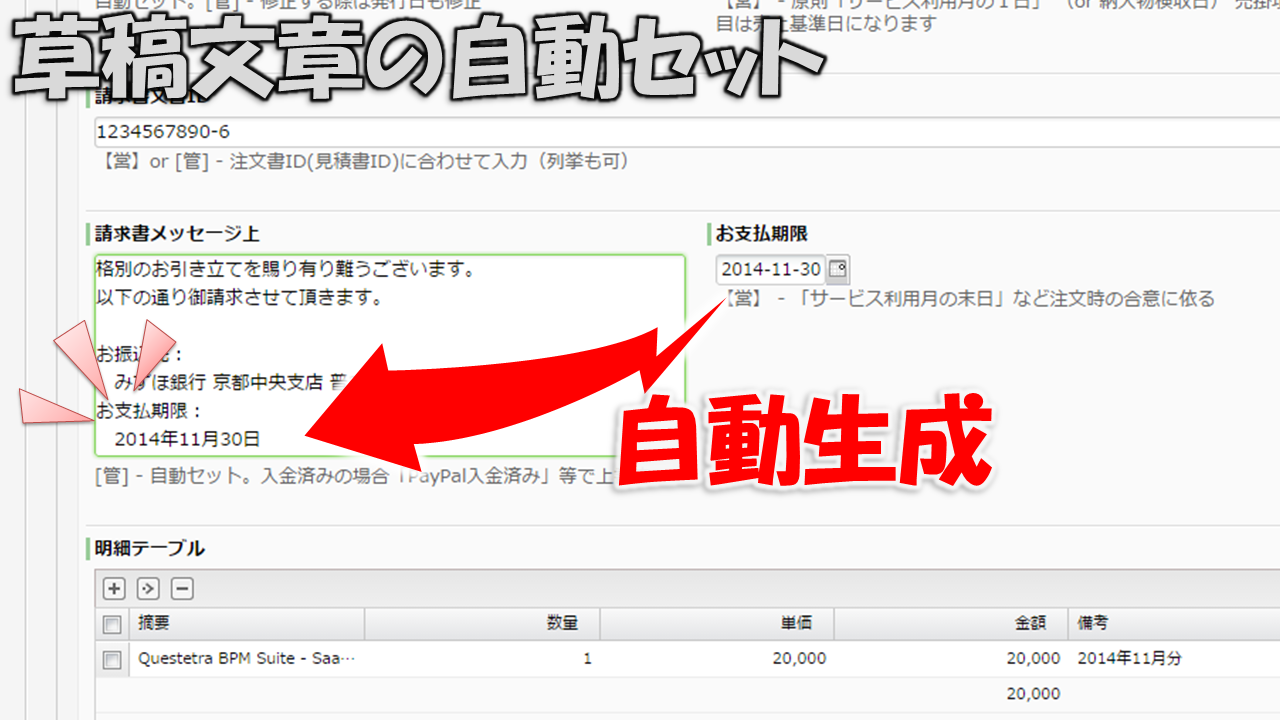 自動セット。[管] - 修正する際は発行日も修正
【営】 - 原則「サービス利用月の１日」 （or 納入物検収日）
目は売上基準日になります
草稿文章の自動セット
請求書文書ID
1234567890-6
【営】or [管] - 注文書ID(見積書ID)に合わせて入力（列挙も可）
請求書メッセージ上
お支払期限
格別のお引き立てを賜り有り難うございます。
以下の通り御請求させて頂きます。
2014-11-30
【営】 - 「サービス利用月の末日」など注文時の合意に依る
お振込先：
みずほ銀行 京都中央支店 普
お支払期限：
2014年11月30日
自動生成
[管] - 自動セット。入金済みの場合「PayPal入金済み」等で上
明細テーブル
摘要 数量 単価 金額 備考
Questetra BPM Suite - Saa… 1 20,000 20,000 2014年11月分
20,000